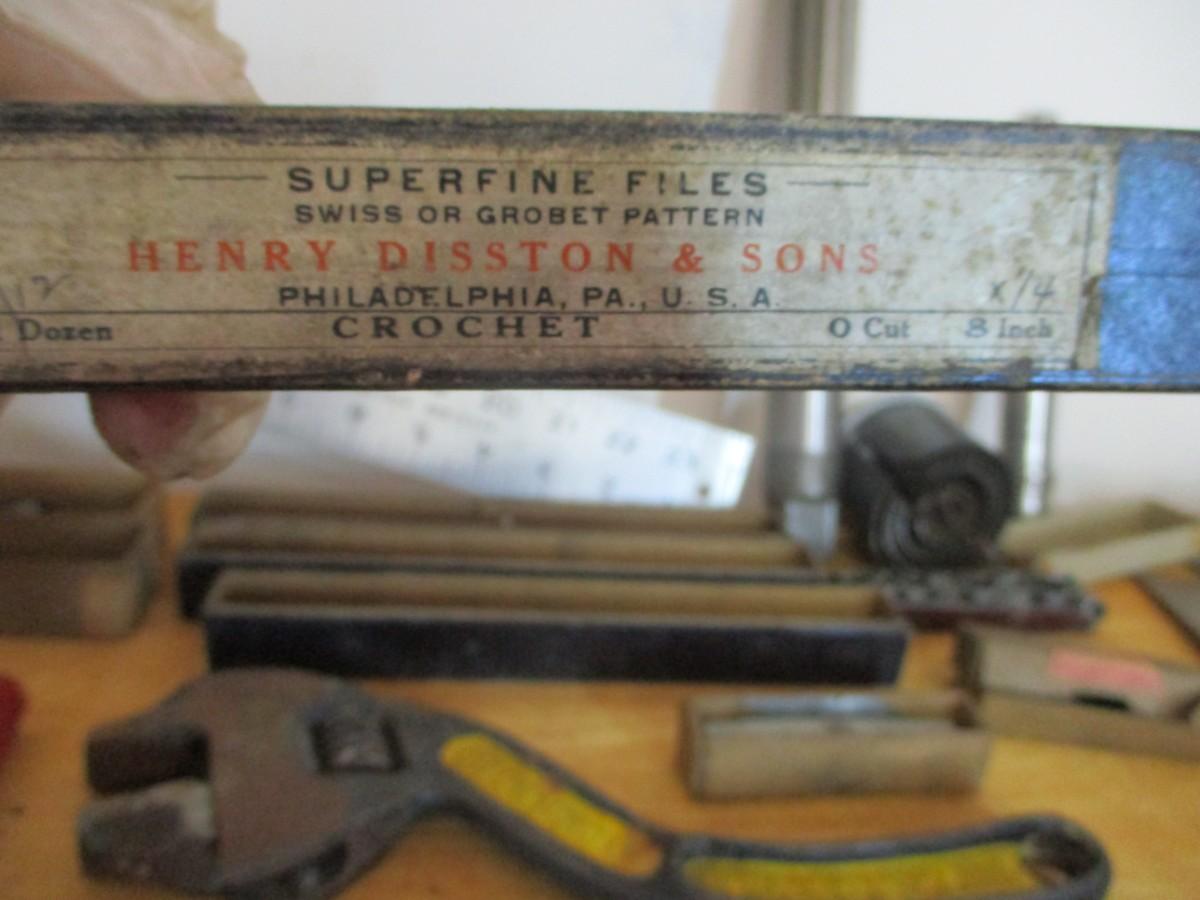 SUPERFINE FILES
SWISS OR GROBET PATTERN
HENRY DISSTON & SONS
PHILADELPHIA, PA., U. S. A.
Dozen CROCHET 0 Cut 8 Inch